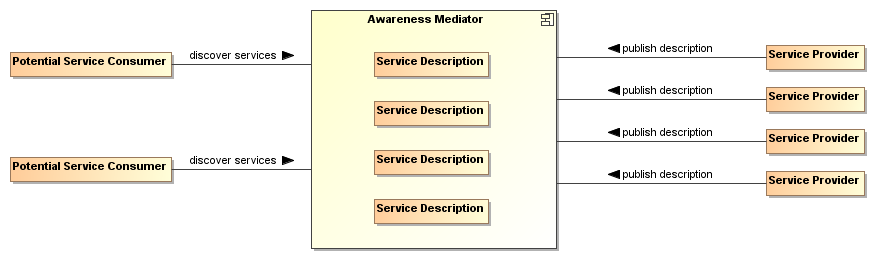 Awareness Mediator
Potential Service Consumer
discover services
Potential Service Consumer
discover services
Service Description
Service Description
Service Description
Service Description
publish description
Service Provider
publish description
Service Provider
publish description
Service Provider
publish description
Service Provider